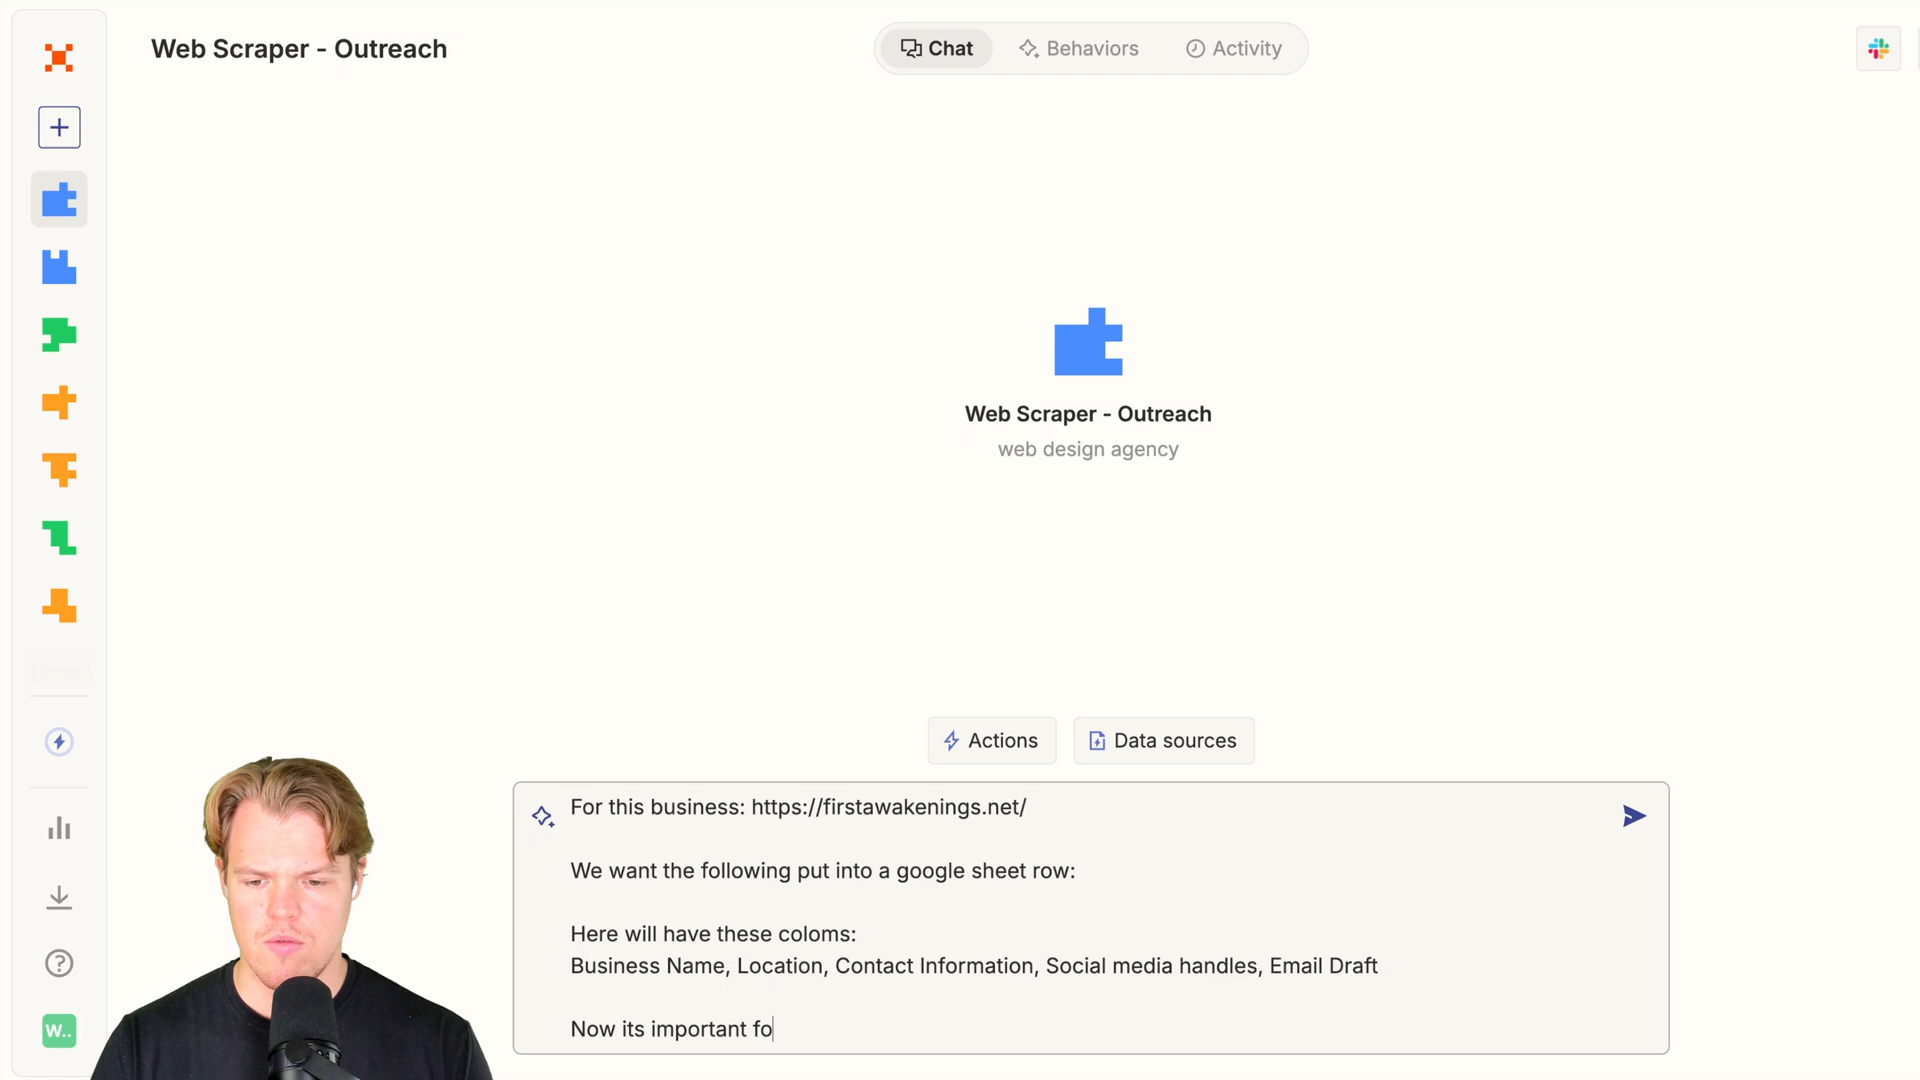 Web Scraper - Outreach
Chat
Behaviors
Activity
Web Scraper - Outreach
web design agency
Actions
Data sources
For this business: https://firstawakenings.net/
We want the following put into a google sheet row:
Here will have these coloms:
Business Name, Location, Contact Information, Social media handles, Email Draft
Now its important fo
W..